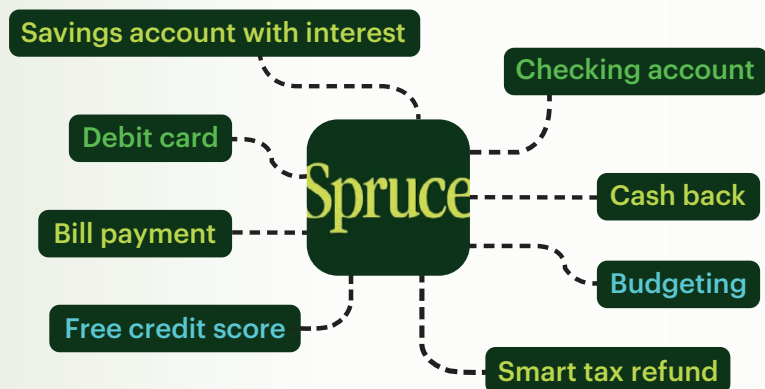 Savings account with interest
Checking account
Debit card
Spruce
Cash back
Bill payment
Budgeting
Free credit score
Smart tax refund